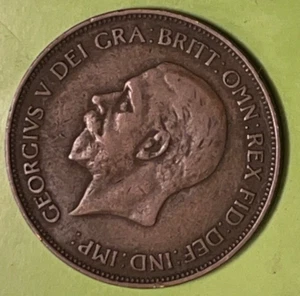 GEORGIVS V DEI GRA: BRITT: OMN: REX FID: DEF: IND: IMP: